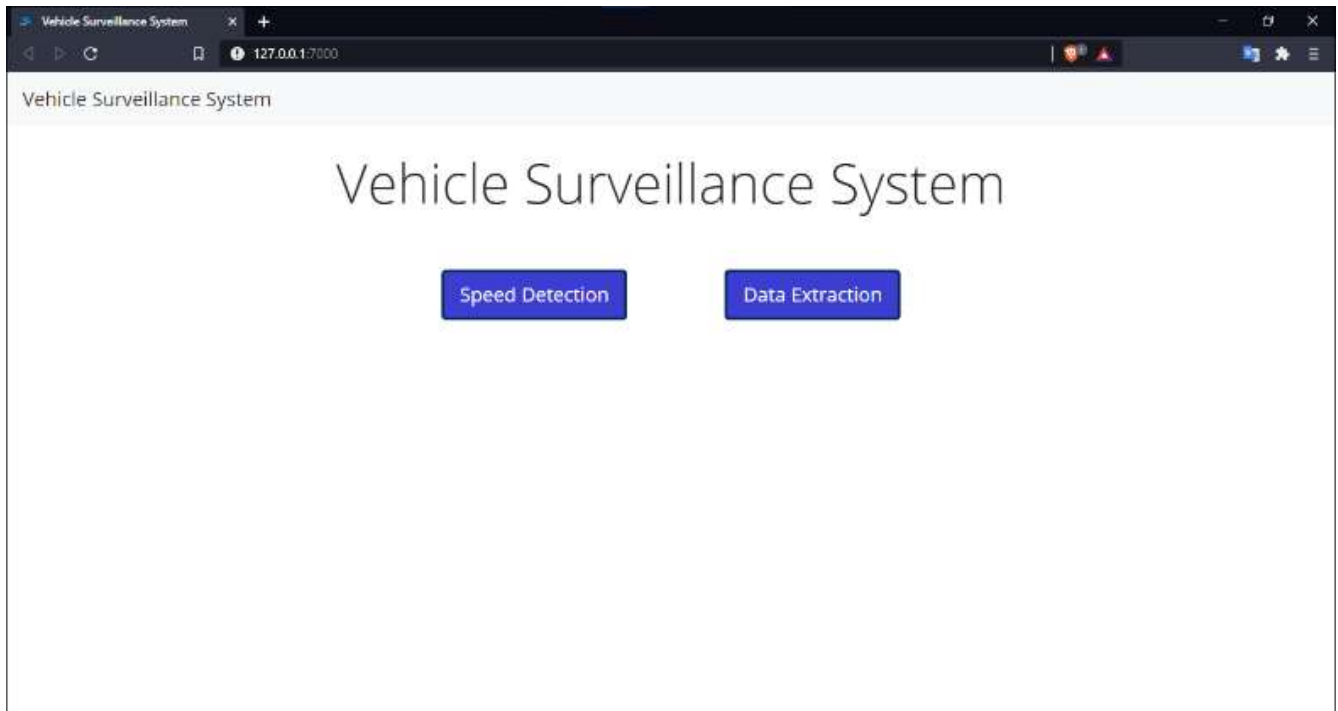 Vehicle Surveillance System
127.0.0.1:7000
Vehicle Surveillance System
Vehicle Surveillance System
Speed Detection
Data Extraction